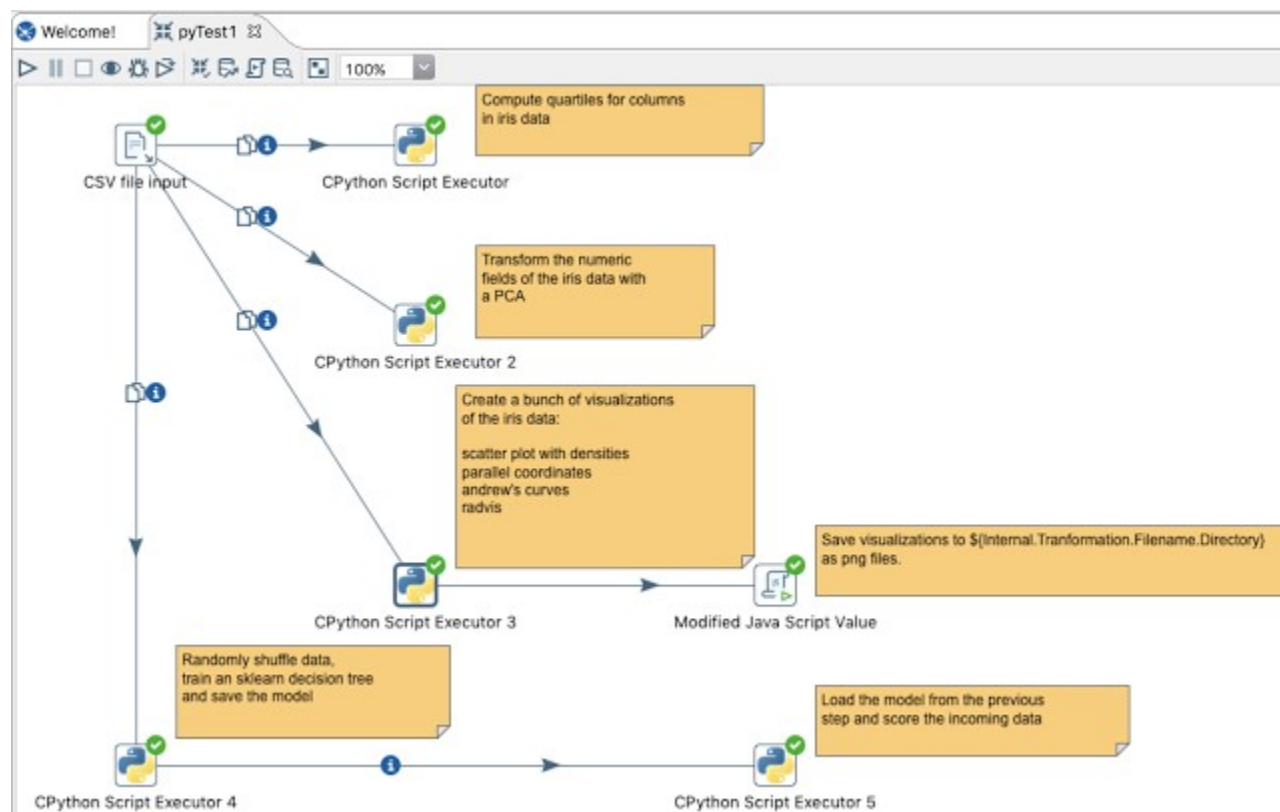 Welcome!
pyTest1
100%
Compute quartiles for columns
in iris data
CSV file input
CPython Script Executor
Transform the numeric
fields of the iris data with
a PCA
CPython Script Executor 2
Create a bunch of visualizations
of the iris data:
scatter plot with densities
parallel coordinates
andrew's curves
radvis
Save visualizations to ${Internal.Tranformation.Filename.Directory}
as png files.
CPython Script Executor 3
Modified Java Script Value
Randomly shuffle data,
train an sklearn decision tree
and save the model
Load the model from the previous
step and score the incoming data
CPython Script Executor 4
CPython Script Executor 5